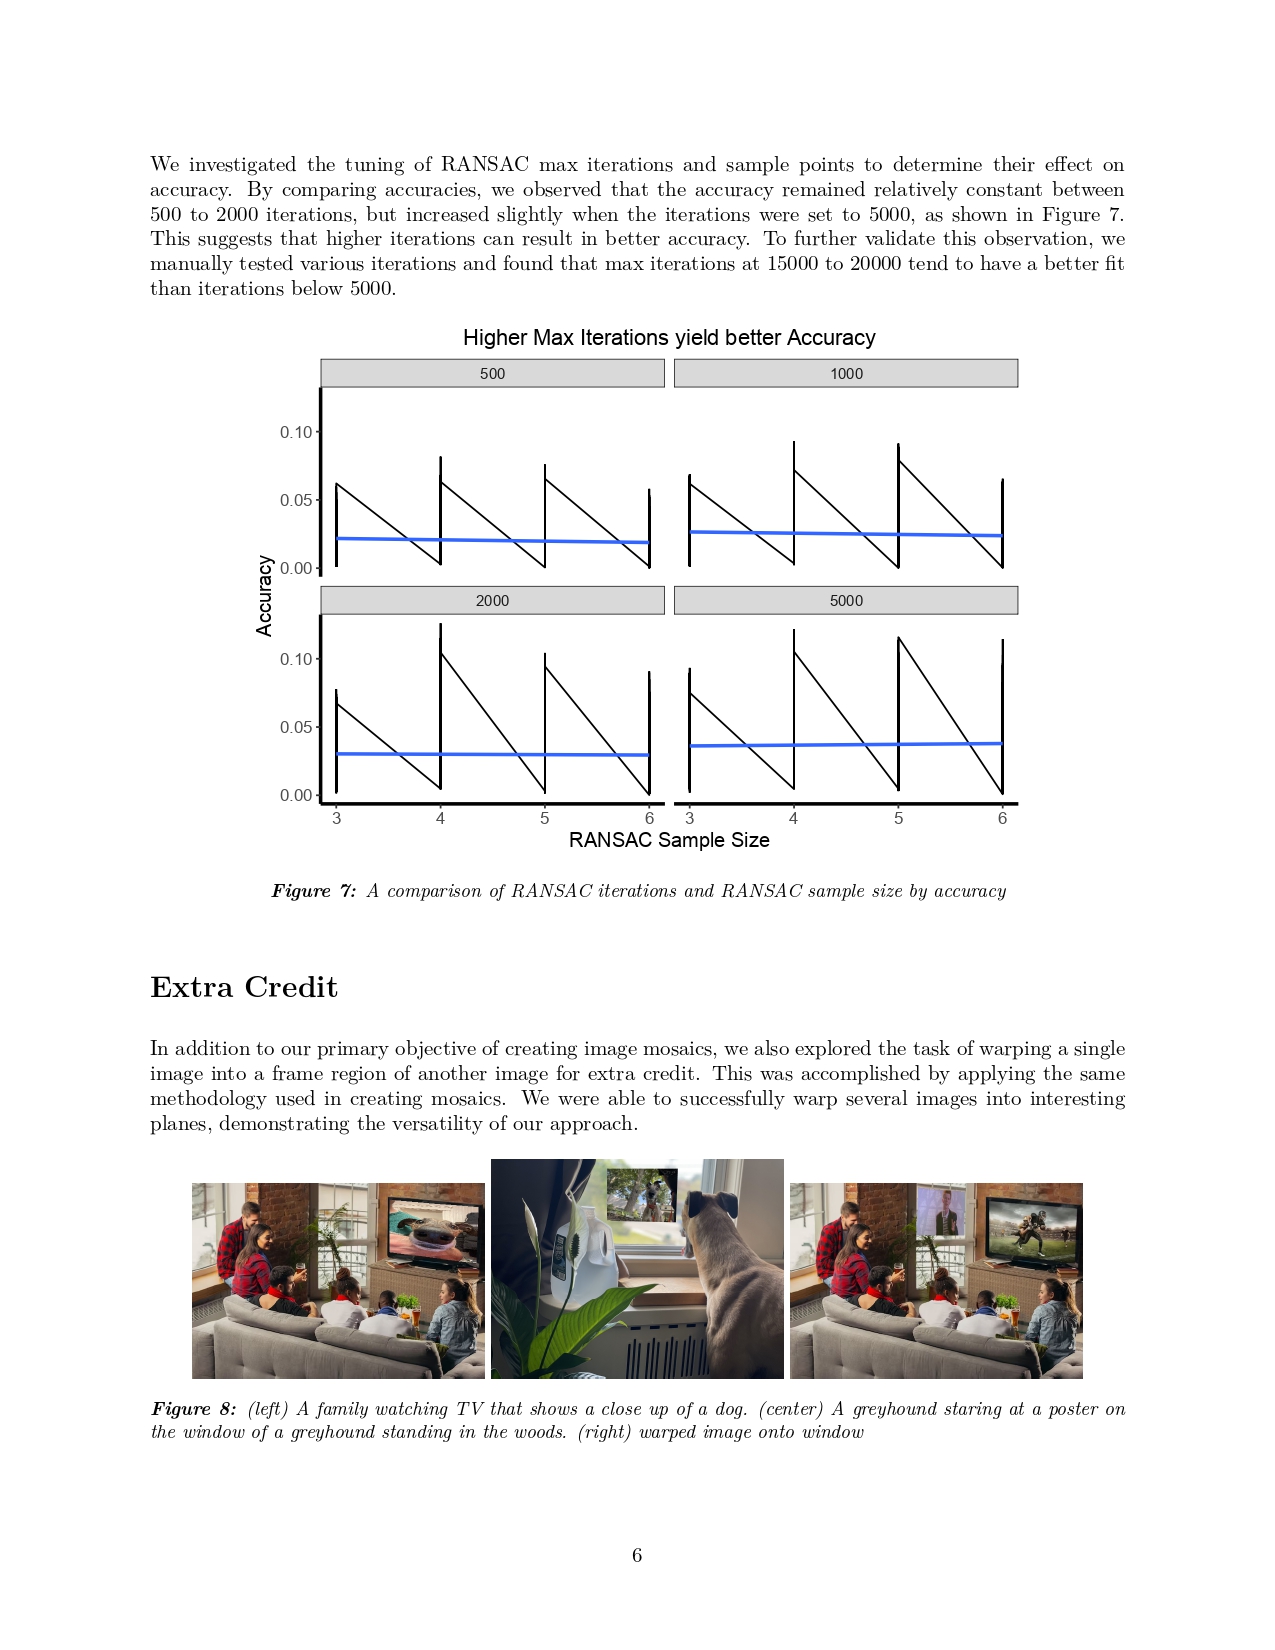 We investigated the tuning of RANSAC max iterations and sample points to determine their effect on
accuracy. By comparing accuracies, we observed that the accuracy remained relatively constant between
500 to 2000 iterations, but increased slightly when the iterations were set to 5000, as shown in Figure 7.
This suggests that higher iterations can result in better accuracy. To further validate this observation, we
manually tested various iterations and found that max iterations at 15000 to 20000 tend to have a better fit
than iterations below 5000.
Higher Max Iterations yield better Accuracy
500
1000
0.10
0.05
0.00
Accuracy
2000
5000
0.10
0.05
0.00
3 4 5 6 3 4 5 6
RANSAC Sample Size
Figure 7: A comparison of RANSAC iterations and RANSAC sample size by accuracy
Extra Credit
In addition to our primary objective of creating image mosaics, we also explored the task of warping a single
image into a frame region of another image for extra credit. This was accomplished by applying the same
methodology used in creating mosaics. We were able to successfully warp several images into interesting
planes, demonstrating the versatility of our approach.
Figure 8: (left) A family watching TV that shows a close up of a dog. (center) A greyhound staring at a poster on
the window of a greyhound standing in the woods. (right) warped image onto window
6